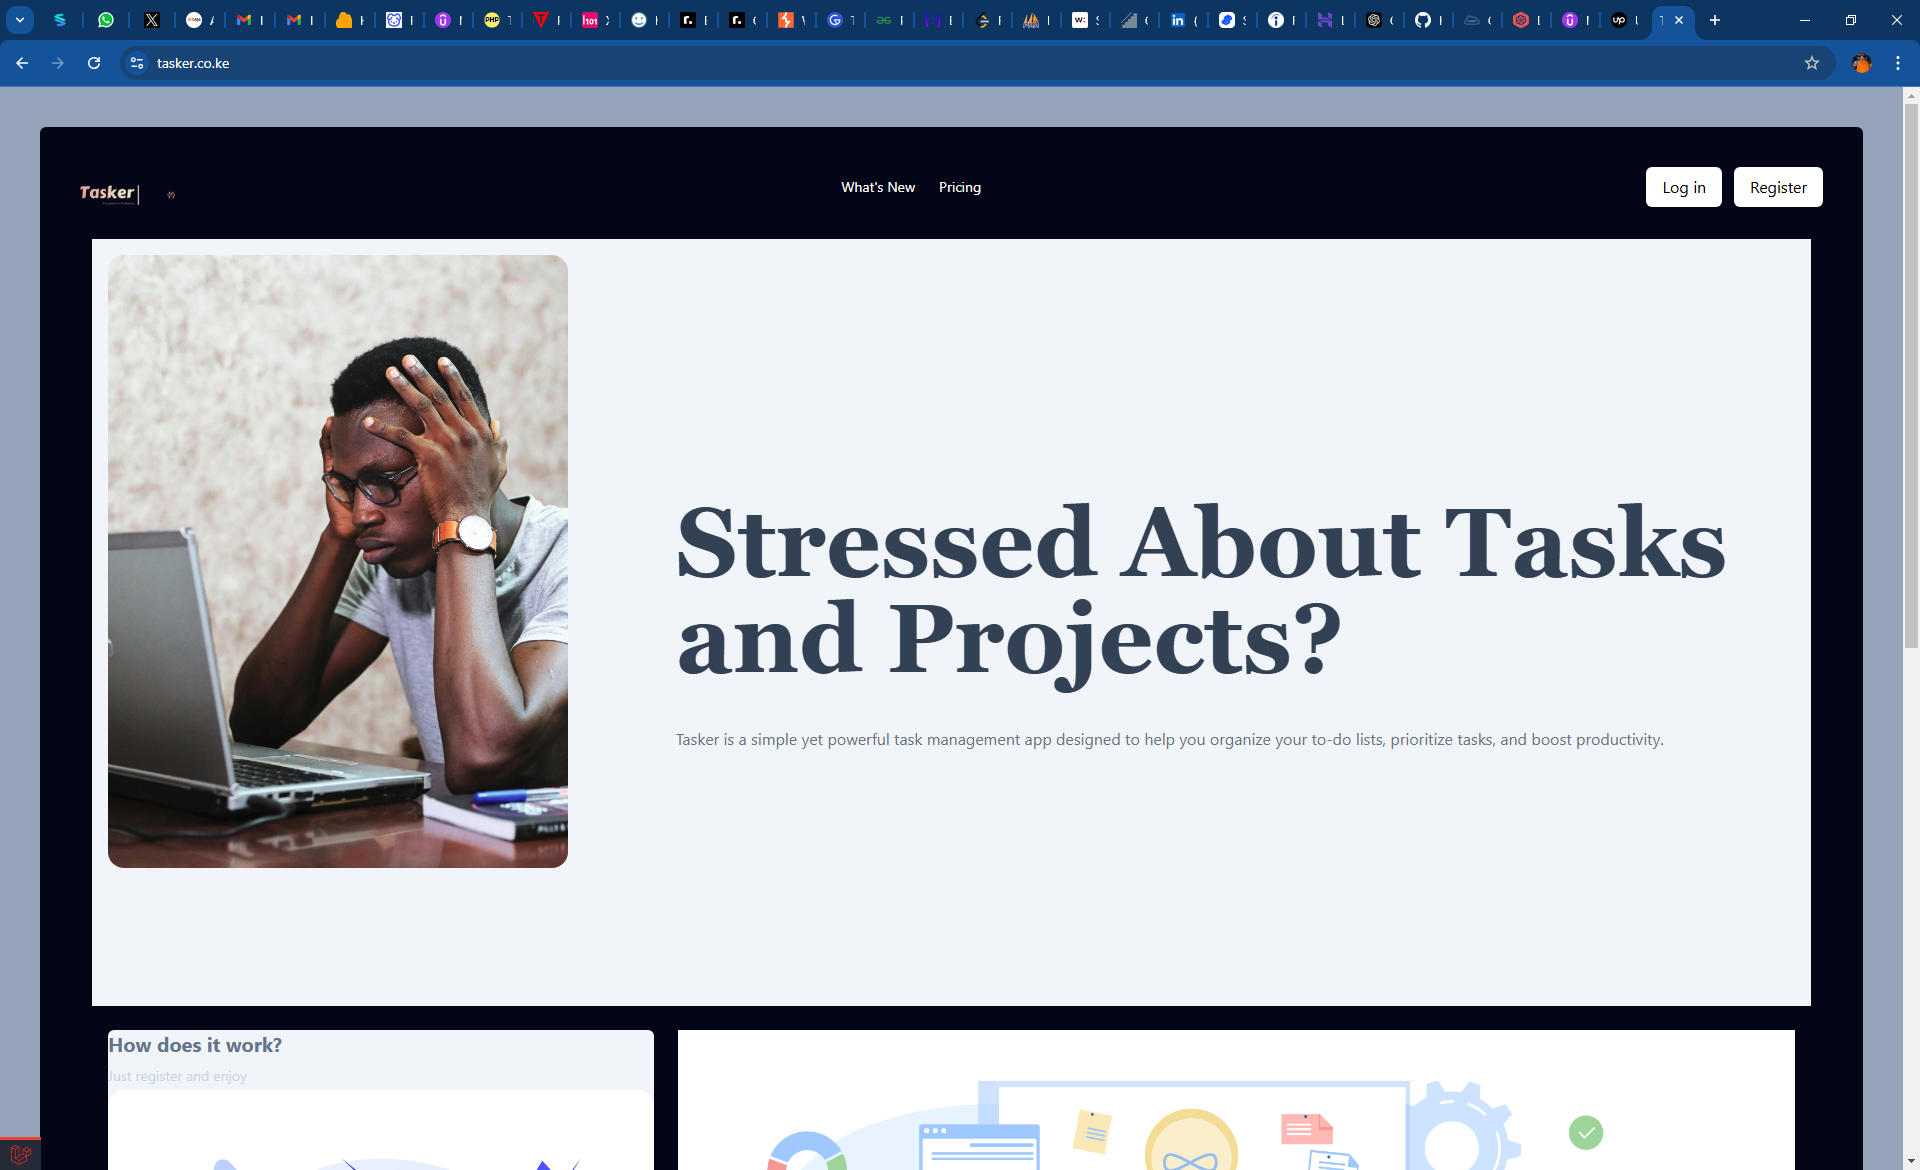 tasker.co.ke
Tasker
What's New
Pricing
Log in
Register
Stressed About Tasks
and Projects?
Tasker is a simple yet powerful task management app designed to help you organize your to-do lists, prioritize tasks, and boost productivity.
How does it work?
Just register and enjoy